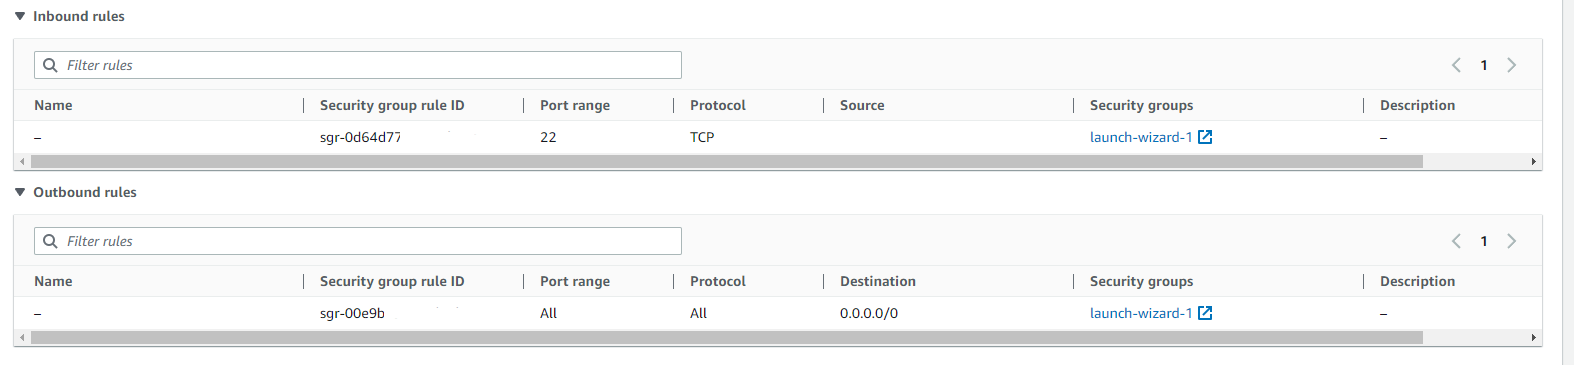 Inbound rules
Filter rules
1
Name Security group rule ID Port range Protocol Source Security groups Description
– sgr-0d64d77 22 TCP launch-wizard-1 –
Outbound rules
Filter rules
1
Name Security group rule ID Port range Protocol Destination Security groups Description
– sgr-00e9b All All 0.0.0.0/0 launch-wizard-1 –